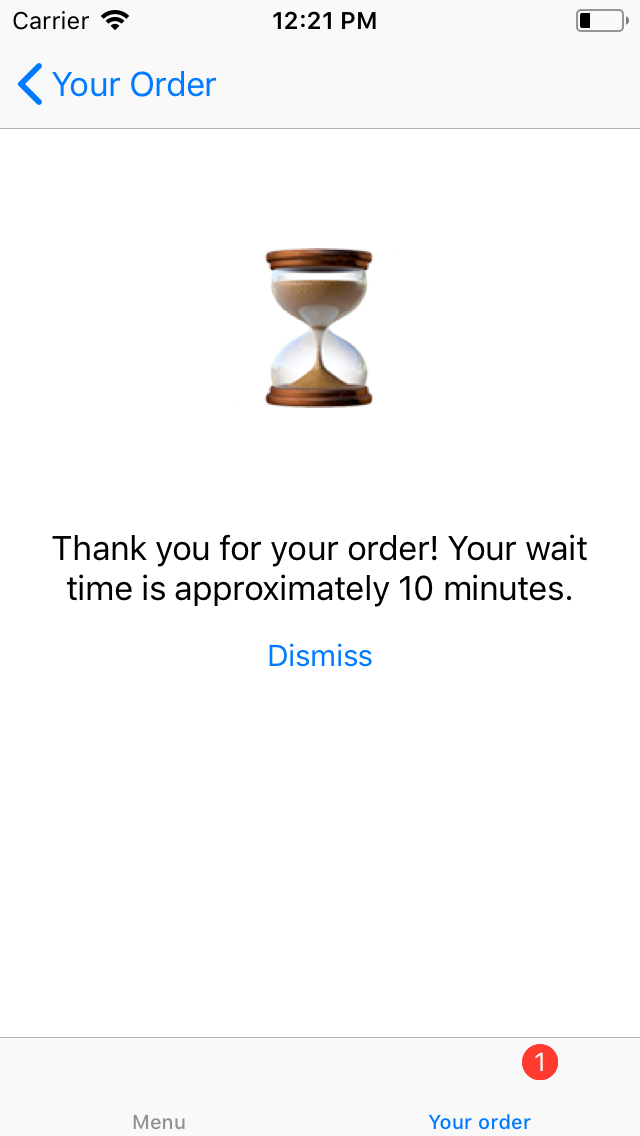 Carrier 12:21 PM
Your Order
Thank you for your order! Your wait
time is approximately 10 minutes.
Dismiss
1
Menu Your order